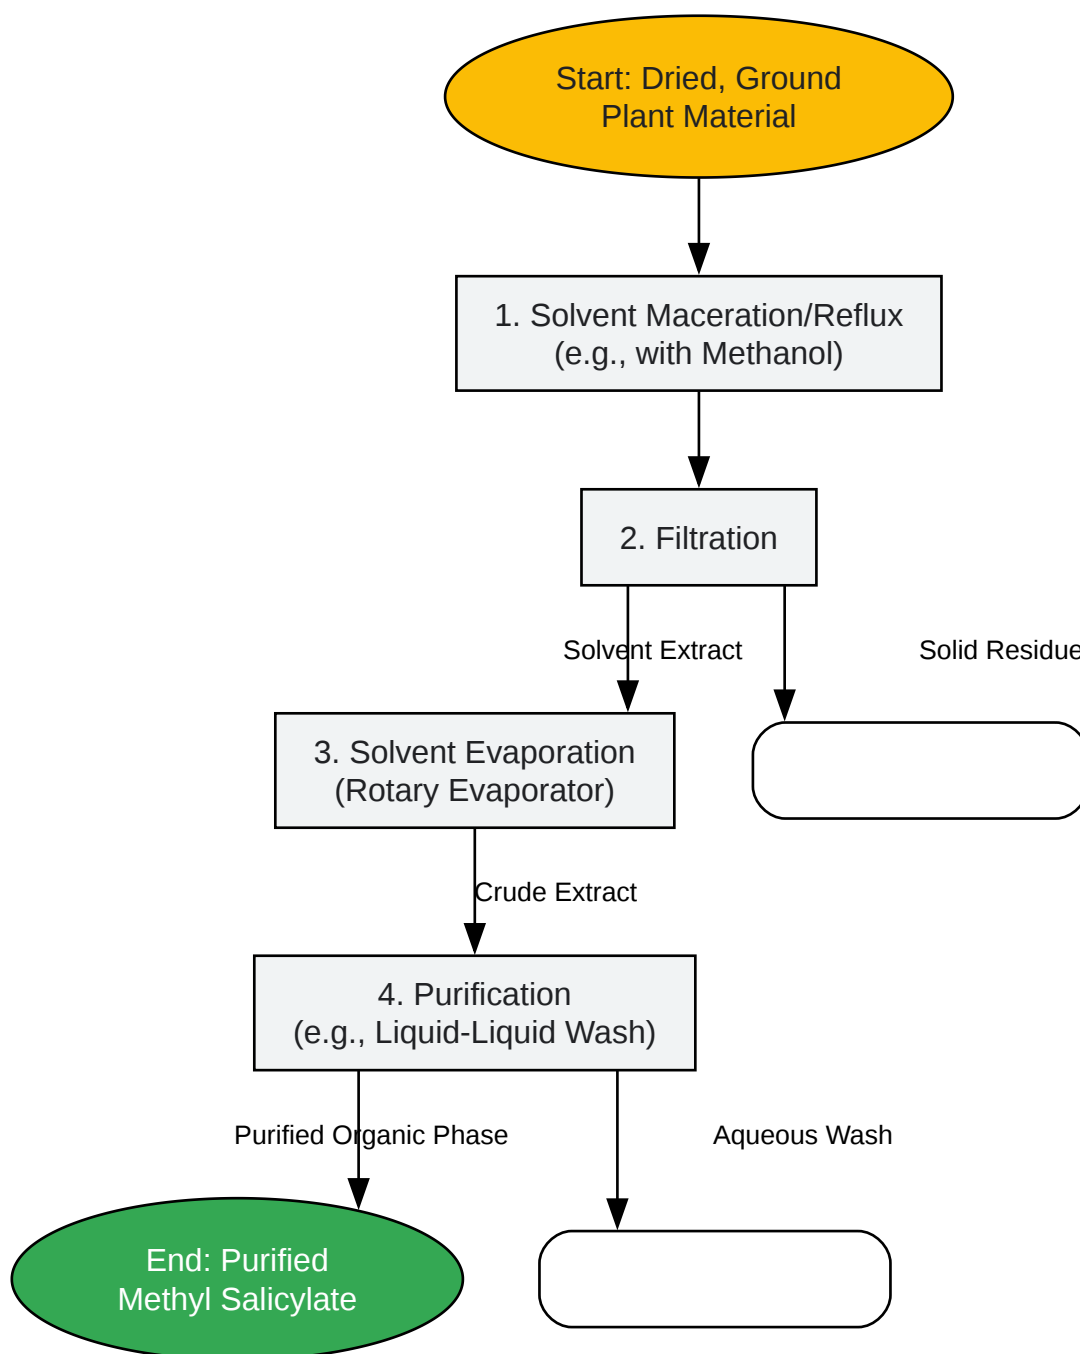 Start: Dried, Ground
Plant Material
1. Solvent Maceration/Reflux
(e.g., with Methanol)
2. Filtration
Solvent Extract
Solid Residue
3. Solvent Evaporation
(Rotary Evaporator)
Crude Extract
4. Purification
(e.g., Liquid-Liquid Wash)
Purified Organic Phase
Aqueous Wash
End: Purified
Methyl Salicylate